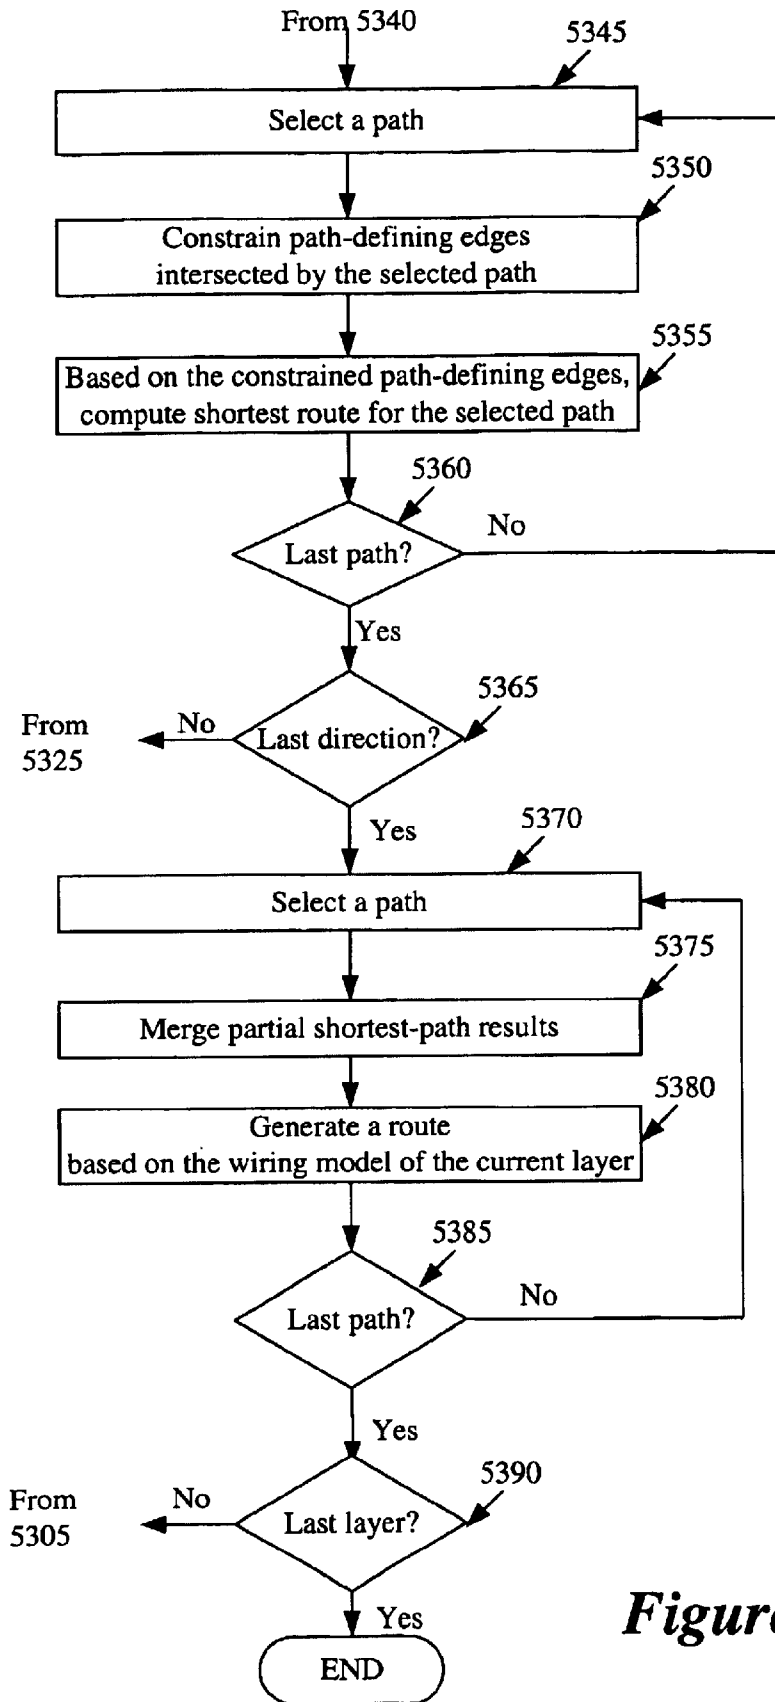 From 5340
5345
Select a path
5350
Constrain path-defining edges
intersected by the selected path
5355
Based on the constrained path-defining edges,
compute shortest route for the selected path
5360
No
Last path?
Yes
5365
From
5325
No
Last direction?
Yes
5370
Select a path
5375
Merge partial shortest-path results
5380
Generate a route
based on the wiring model of the current layer
5385
Last path?
No
Yes
5390
From
5305
No
Last layer?
Yes
END
Figure